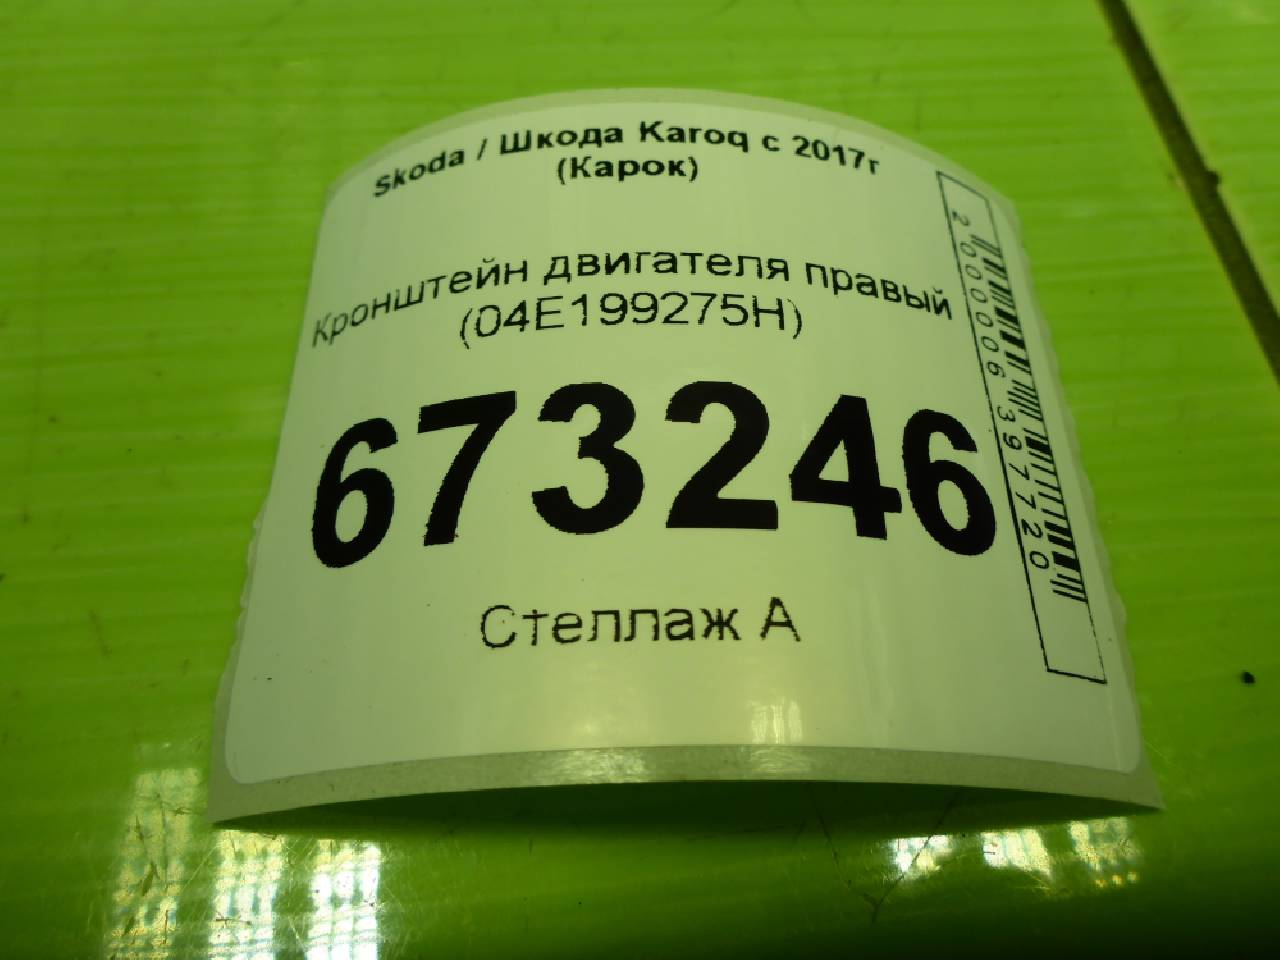 Skoda / Шкода Karoq с 2017г
(Карок)
Кронштейн двигателя правый
(04E199275H)
673246
Стеллаж А
2000006397720